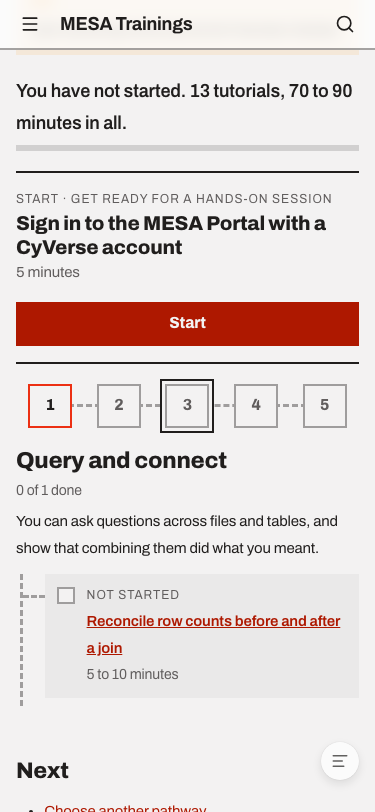 MESA Trainings
You have not started. 13 tutorials, 70 to 90
minutes in all.
START · GET READY FOR A HANDS-ON SESSION
Sign in to the MESA Portal with a
CyVerse account
5 minutes
Start
1 2 3 4 5
Query and connect
0 of 1 done
You can ask questions across files and tables, and
show that combining them did what you meant.
NOT STARTED
Reconcile row counts before and after
a join
5 to 10 minutes
Next
Choose another pathway